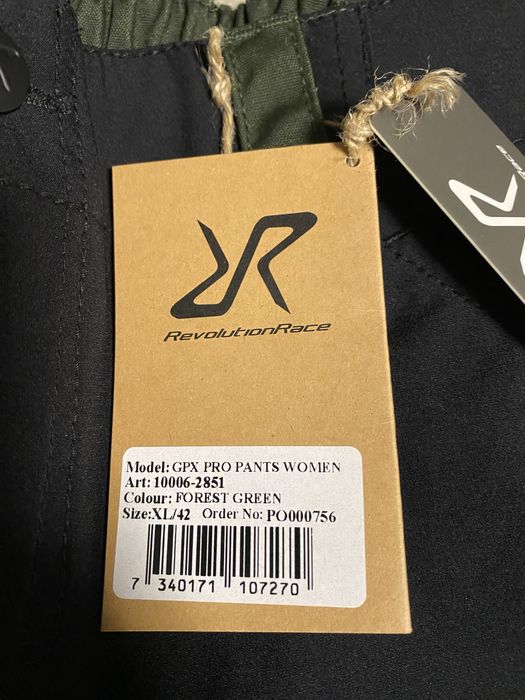 RevolutionRace
Model: GPX PRO PANTS WOMEN
Art: 10006-2851
Colour: FOREST GREEN
Size:XL/42 Order No: PO000756
7 340171 107270